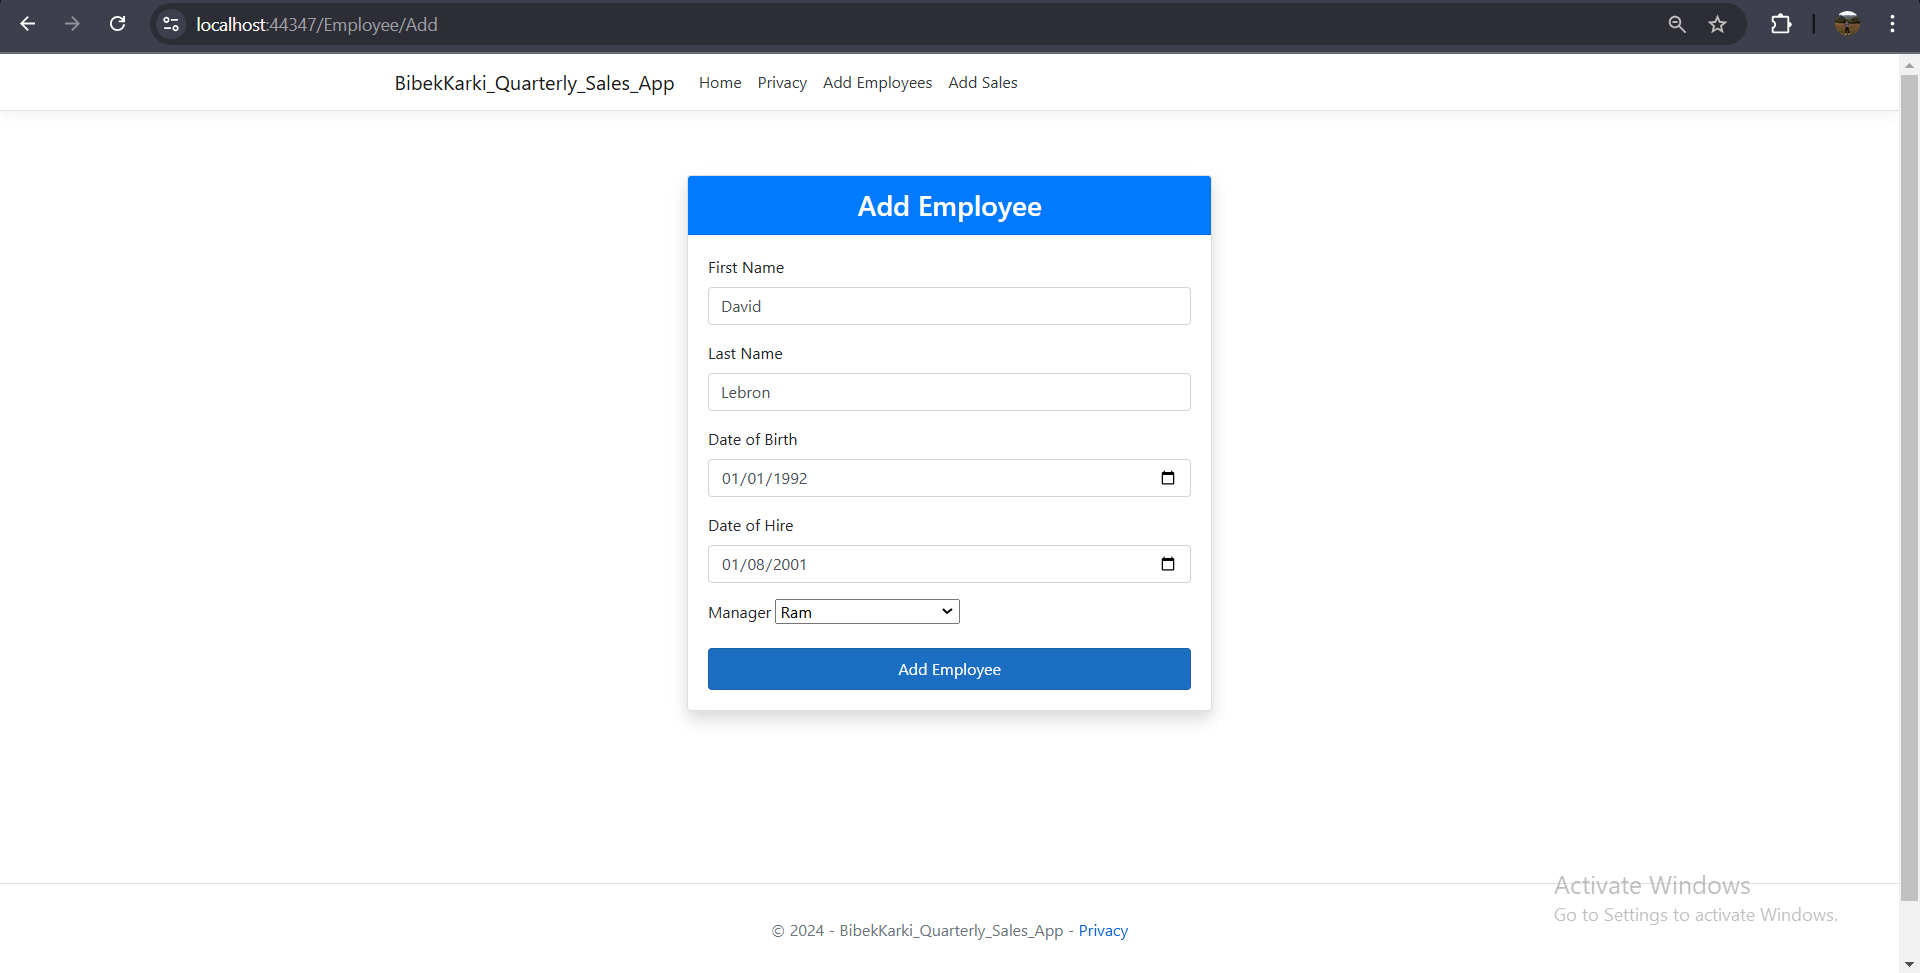 localhost:44347/Employee/Add
BibekKarki_Quarterly_Sales_App Home Privacy Add Employees Add Sales
Add Employee
First Name
David
Last Name
Lebron
Date of Birth
01/01/1992
Date of Hire
01/08/2001
Manager Ram
Add Employee
Activate Windows
Go to Settings to activate Windows.
© 2024 - BibekKarki_Quarterly_Sales_App - Privacy